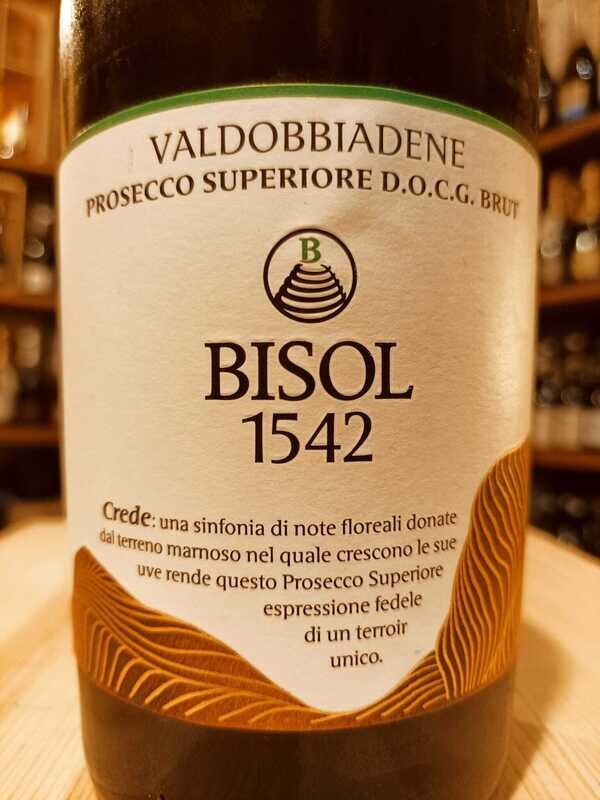 VALDOBBIADENE
PROSECCO SUPERIORE D.O.C.G. BRUT
B
BISOL
1542
Crede: una sinfonia di note floreali donate
dal terreno marnoso nel quale crescono le sue
uve rende questo Prosecco Superiore
espressione fedele
di un terroir
unico.